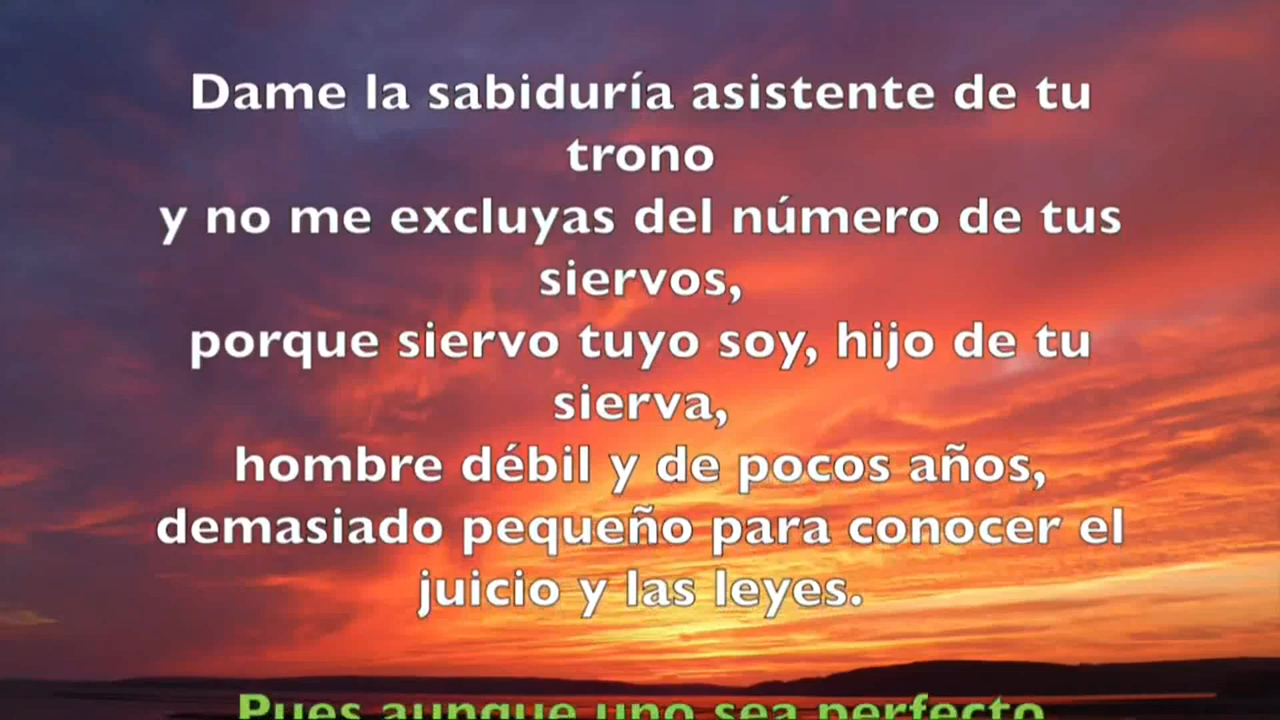 Dame la sabiduría asistente de tu
trono
y no me excluyas del número de tus
siervos,
porque siervo tuyo soy, hijo de tu
sierva,
hombre débil y de pocos años,
demasiado pequeño para conocer el
juicio y las leyes.
Pues aunque uno sea perfecto